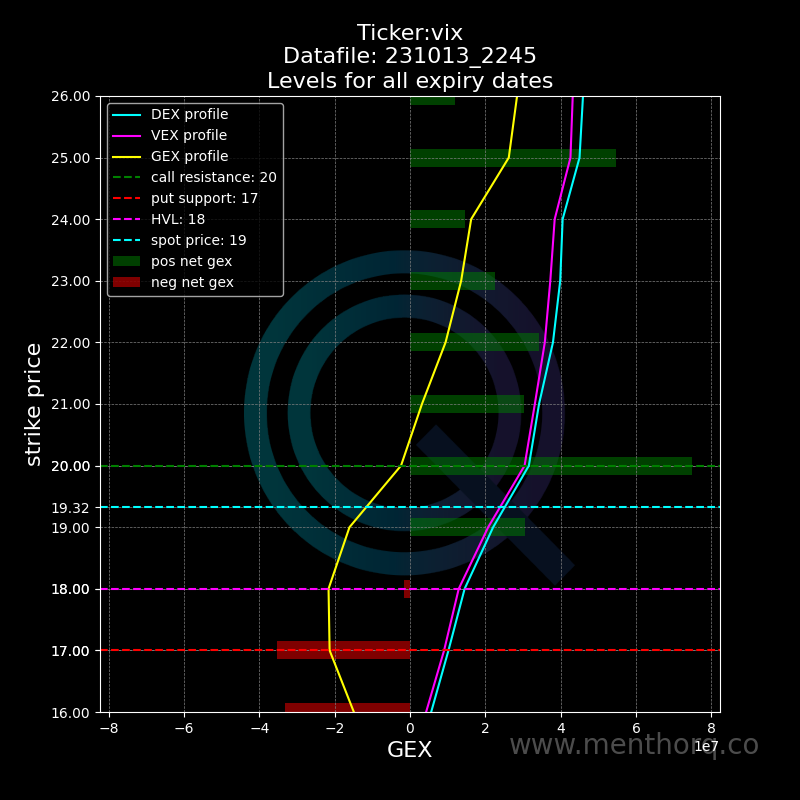 Ticker:vix
Datafile: 231013_2245
Levels for all expiry dates
DEX profile
VEX profile
GEX profile
call resistance: 20
put support: 17
HVL: 18
spot price: 19
pos net gex
neg net gex
26.00
25.00
24.00
23.00
22.00
21.00
20.00
19.32
19.00
18.00
17.00
16.00
strike price
−8 −6 −4 −2 0 2 4 6 8
1e7
GEX
www.menthorq.co